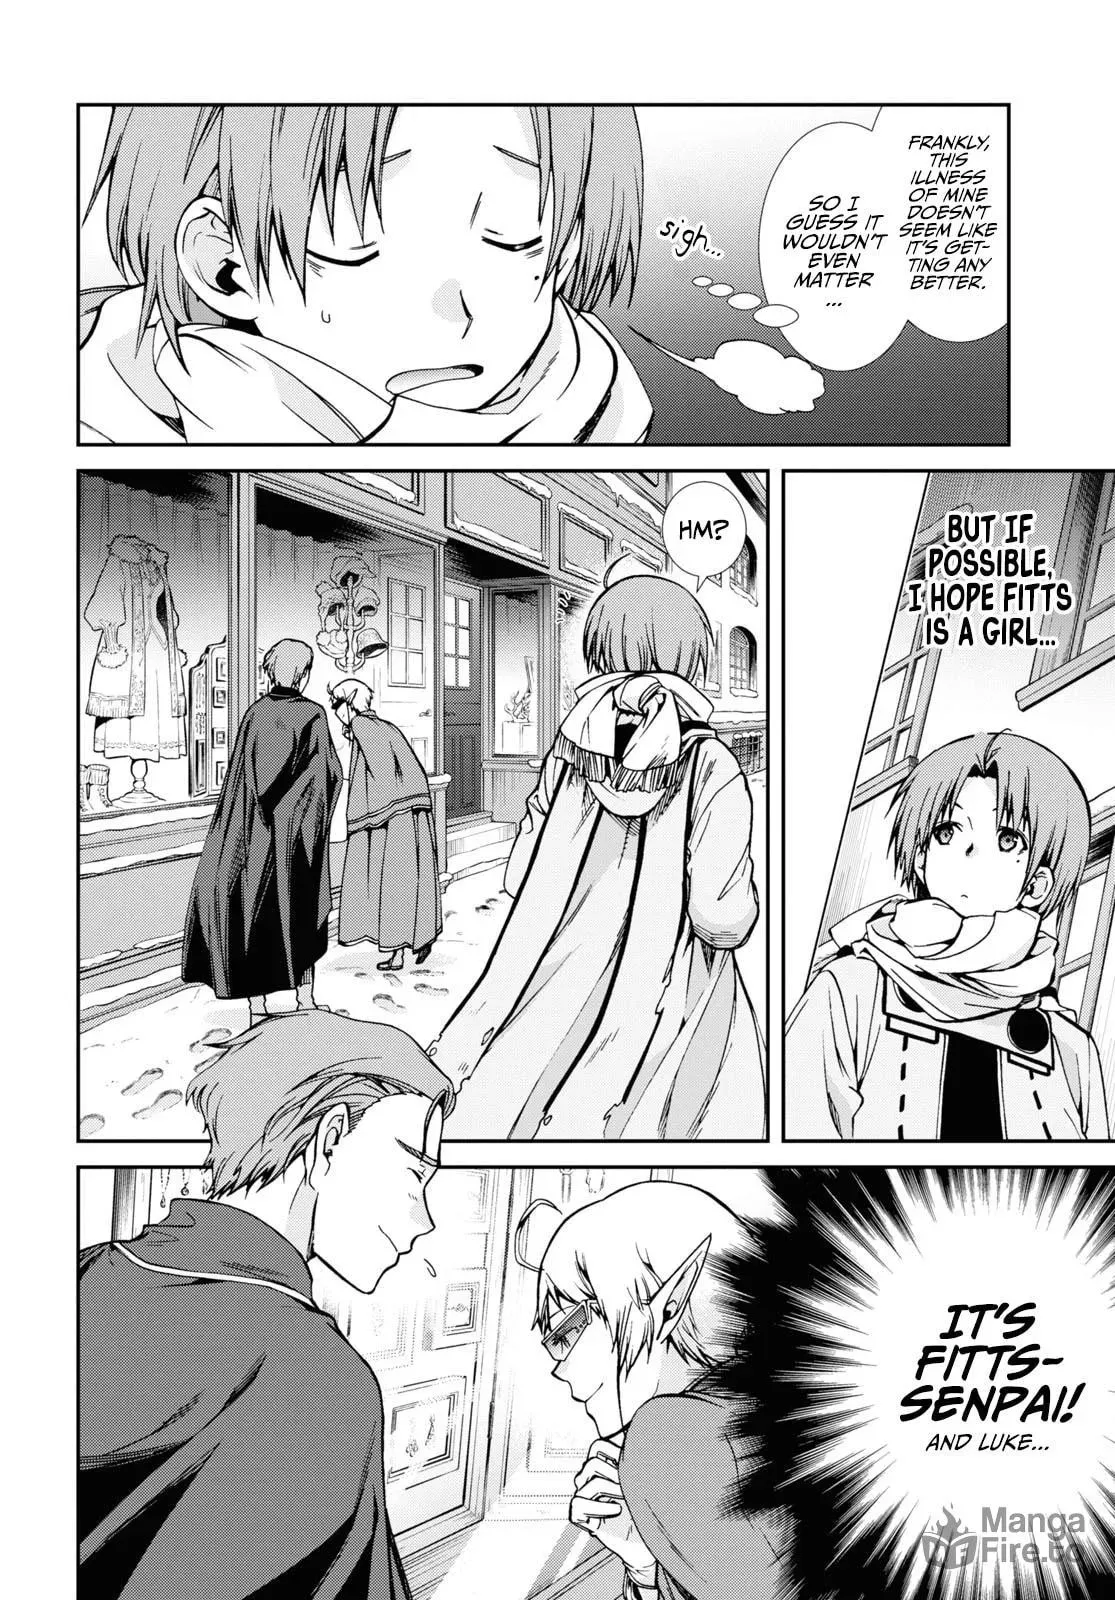 FRANKLY,
THIS
ILLNESS
OF MINE
DOESN'T
SEEM LIKE
IT'S GET-
TING ANY
BETTER.
SO I
GUESS IT
WOULDN'T
EVEN
MATTER
...
sigh...
BUT IF
POSSIBLE,
I HOPE FITTS
IS A GIRL...
HM?
IT'S
FITTS-
SENPAI!
AND LUKE...
Manga
Fire.to